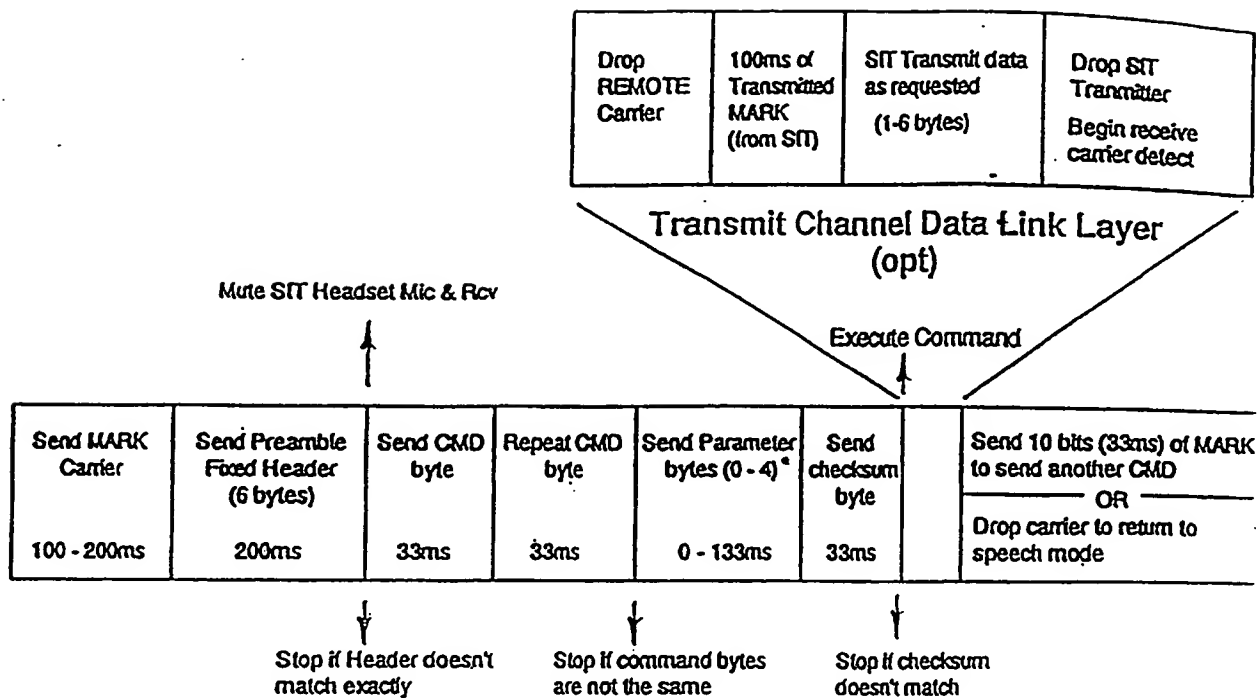 Drop
REMOTE
Carrier
100ms of
Transmitted
MARK
(from SIT)
SIT Transmit data
as requested
(1-6 bytes)
Drop SIT
Tranmitter
Begin receive
carrier detect
Transmit Channel Data Link Layer
(opt)
Mute SIT Headset Mic & Rcv
Execute Command
Send MARK
Carrier
100 - 200ms
Send Preamble
Fixed Header
(6 bytes)
200ms
Send CMD
byte
33ms
Repeat CMD
byte
33ms
Send Parameter
bytes (0 - 4)*
0 - 133ms
Send
checksum
byte
33ms
Send 10 bits (33ms) of MARK
to send another CMD
OR
Drop carrier to return to
speech mode
Stop if Header doesn't
match exactly
Stop if command bytes
are not the same
Stop if checksum
doesn't match